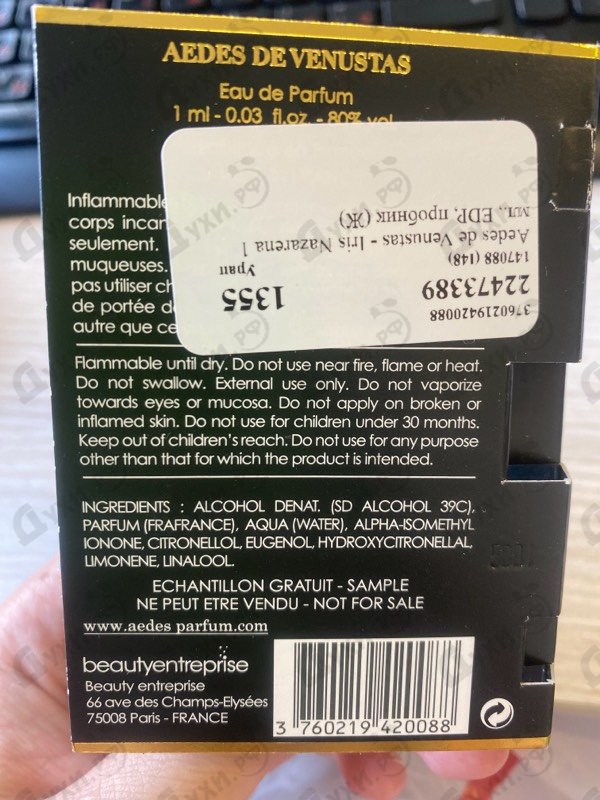 AEDES DE VENUSTAS
Eau de Parfum
1 ml - 0.03 fl.oz. - 80% vol
Inflammable
corps incan
seulement.
muqueuses.
pas utiliser ch
de portée d
autre que ce
3760219420088
22473389
147088 (148)
Aedes de Venustas - Iris Nazarena 1
мл., EDP, пробник (Ж)
1355
Урап
Flammable until dry. Do not use near fire, flame or heat.
Do not swallow. External use only. Do not vaporize
towards eyes or mucosa. Do not apply on broken or
inflamed skin. Do not use for children under 30 months.
Keep out of children's reach. Do not use for any purpose
other than that for which the product is intended.
INGREDIENTS : ALCOHOL DENAT. (SD ALCOHOL 39C),
PARFUM (FRAFRANCE), AQUA (WATER), ALPHA-ISOMETHYL
IONONE, CITRONELLOL, EUGENOL, HYDROXYCITRONELLAL,
LIMONENE, LINALOOL.
ECHANTILLON GRATUIT - SAMPLE
NE PEUT ETRE VENDU - NOT FOR SALE
www.aedes parfum.com
beautyentreprise
Beauty entreprise
66 ave des Champs-Elysées
75008 Paris - FRANCE
3 760219 420088
Духи.РФ